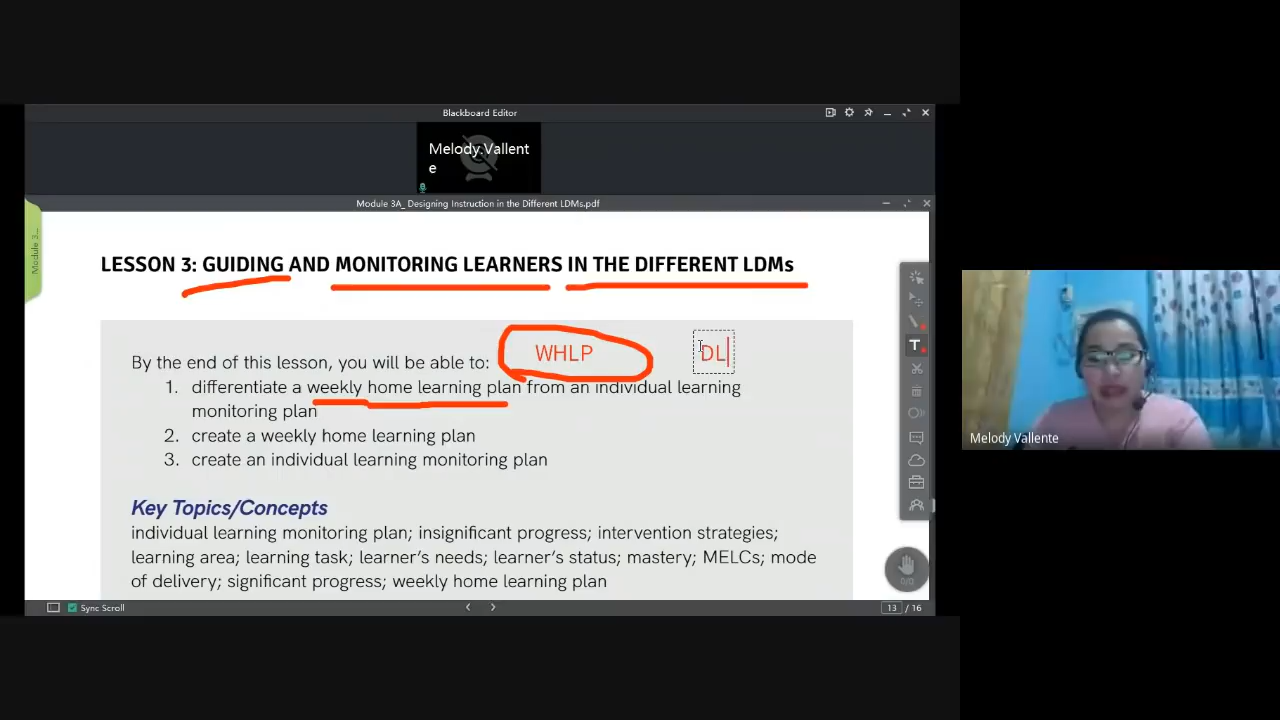 Blackboard Editor
Melody.Vallent
e
Module 3A_ Designing Instruction in the Different LDMs.pdf
Module 3...
LESSON 3: GUIDING AND MONITORING LEARNERS IN THE DIFFERENT LDMs
WHLP
DL
By the end of this lesson, you will be able to:
1. differentiate a weekly home learning plan from an individual learning
monitoring plan
2. create a weekly home learning plan
3. create an individual learning monitoring plan
Key Topics/Concepts
individual learning monitoring plan; insignificant progress; intervention strategies;
learning area; learning task; learner's needs; learner's status; mastery; MELCs; mode
of delivery; significant progress; weekly home learning plan
T
0/0
Sync Scroll
13 / 16
Melody Vallente